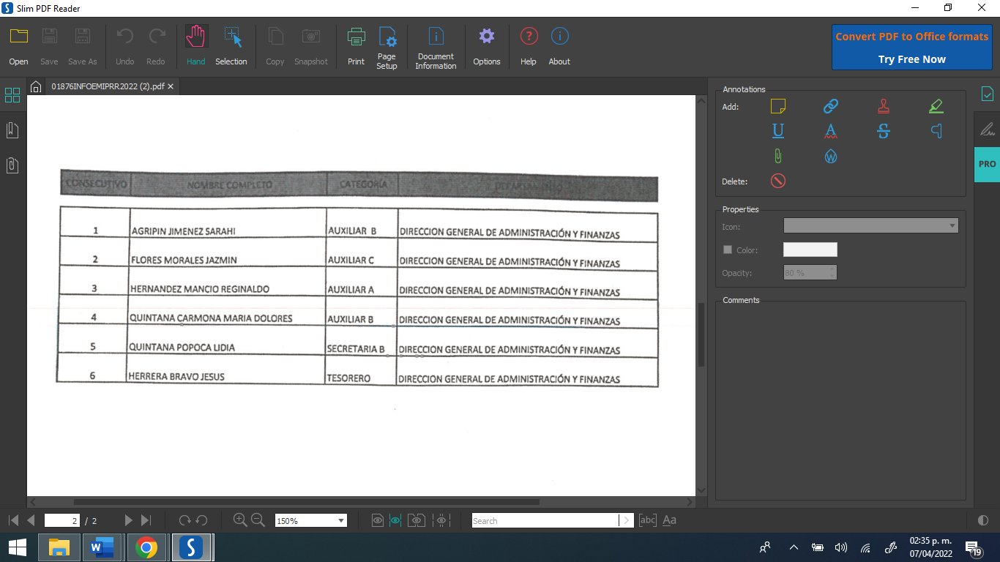 Slim PDF Reader
Open Save Save As Undo Redo Hand Selection Copy Snapshot Print Page Setup Document Information Options Help About
Convert PDF to Office formats
Try Free Now
01876INFOEMIPRR2022 (2).pdf
CONSECUTIVO NOMBRE COMPLETO CATEGORÍA DEPARTAMENTO
1 AGRIPIN JIMENEZ SARAHI AUXILIAR B DIRECCION GENERAL DE ADMINISTRACIÓN Y FINANZAS
2 FLORES MORALES JAZMIN AUXILIAR C DIRECCION GENERAL DE ADMINISTRACIÓN Y FINANZAS
3 HERNANDEZ MANCIO REGINALDO AUXILIAR A DIRECCION GENERAL DE ADMINISTRACIÓN Y FINANZAS
4 QUINTANA CARMONA MARIA DOLORES AUXILIAR B DIRECCION GENERAL DE ADMINISTRACIÓN Y FINANZAS
5 QUINTANA POPOCA LIDIA SECRETARIA B DIRECCION GENERAL DE ADMINISTRACIÓN Y FINANZAS
6 HERRERA BRAVO JESUS TESORERO DIRECCION GENERAL DE ADMINISTRACIÓN Y FINANZAS
Annotations
Add:
Delete:
Properties
Icon:
Color:
Opacity: 80 %
Comments
PRO
2 / 2 150% Search [abc] Aa
02:35 p. m.
07/04/2022
19